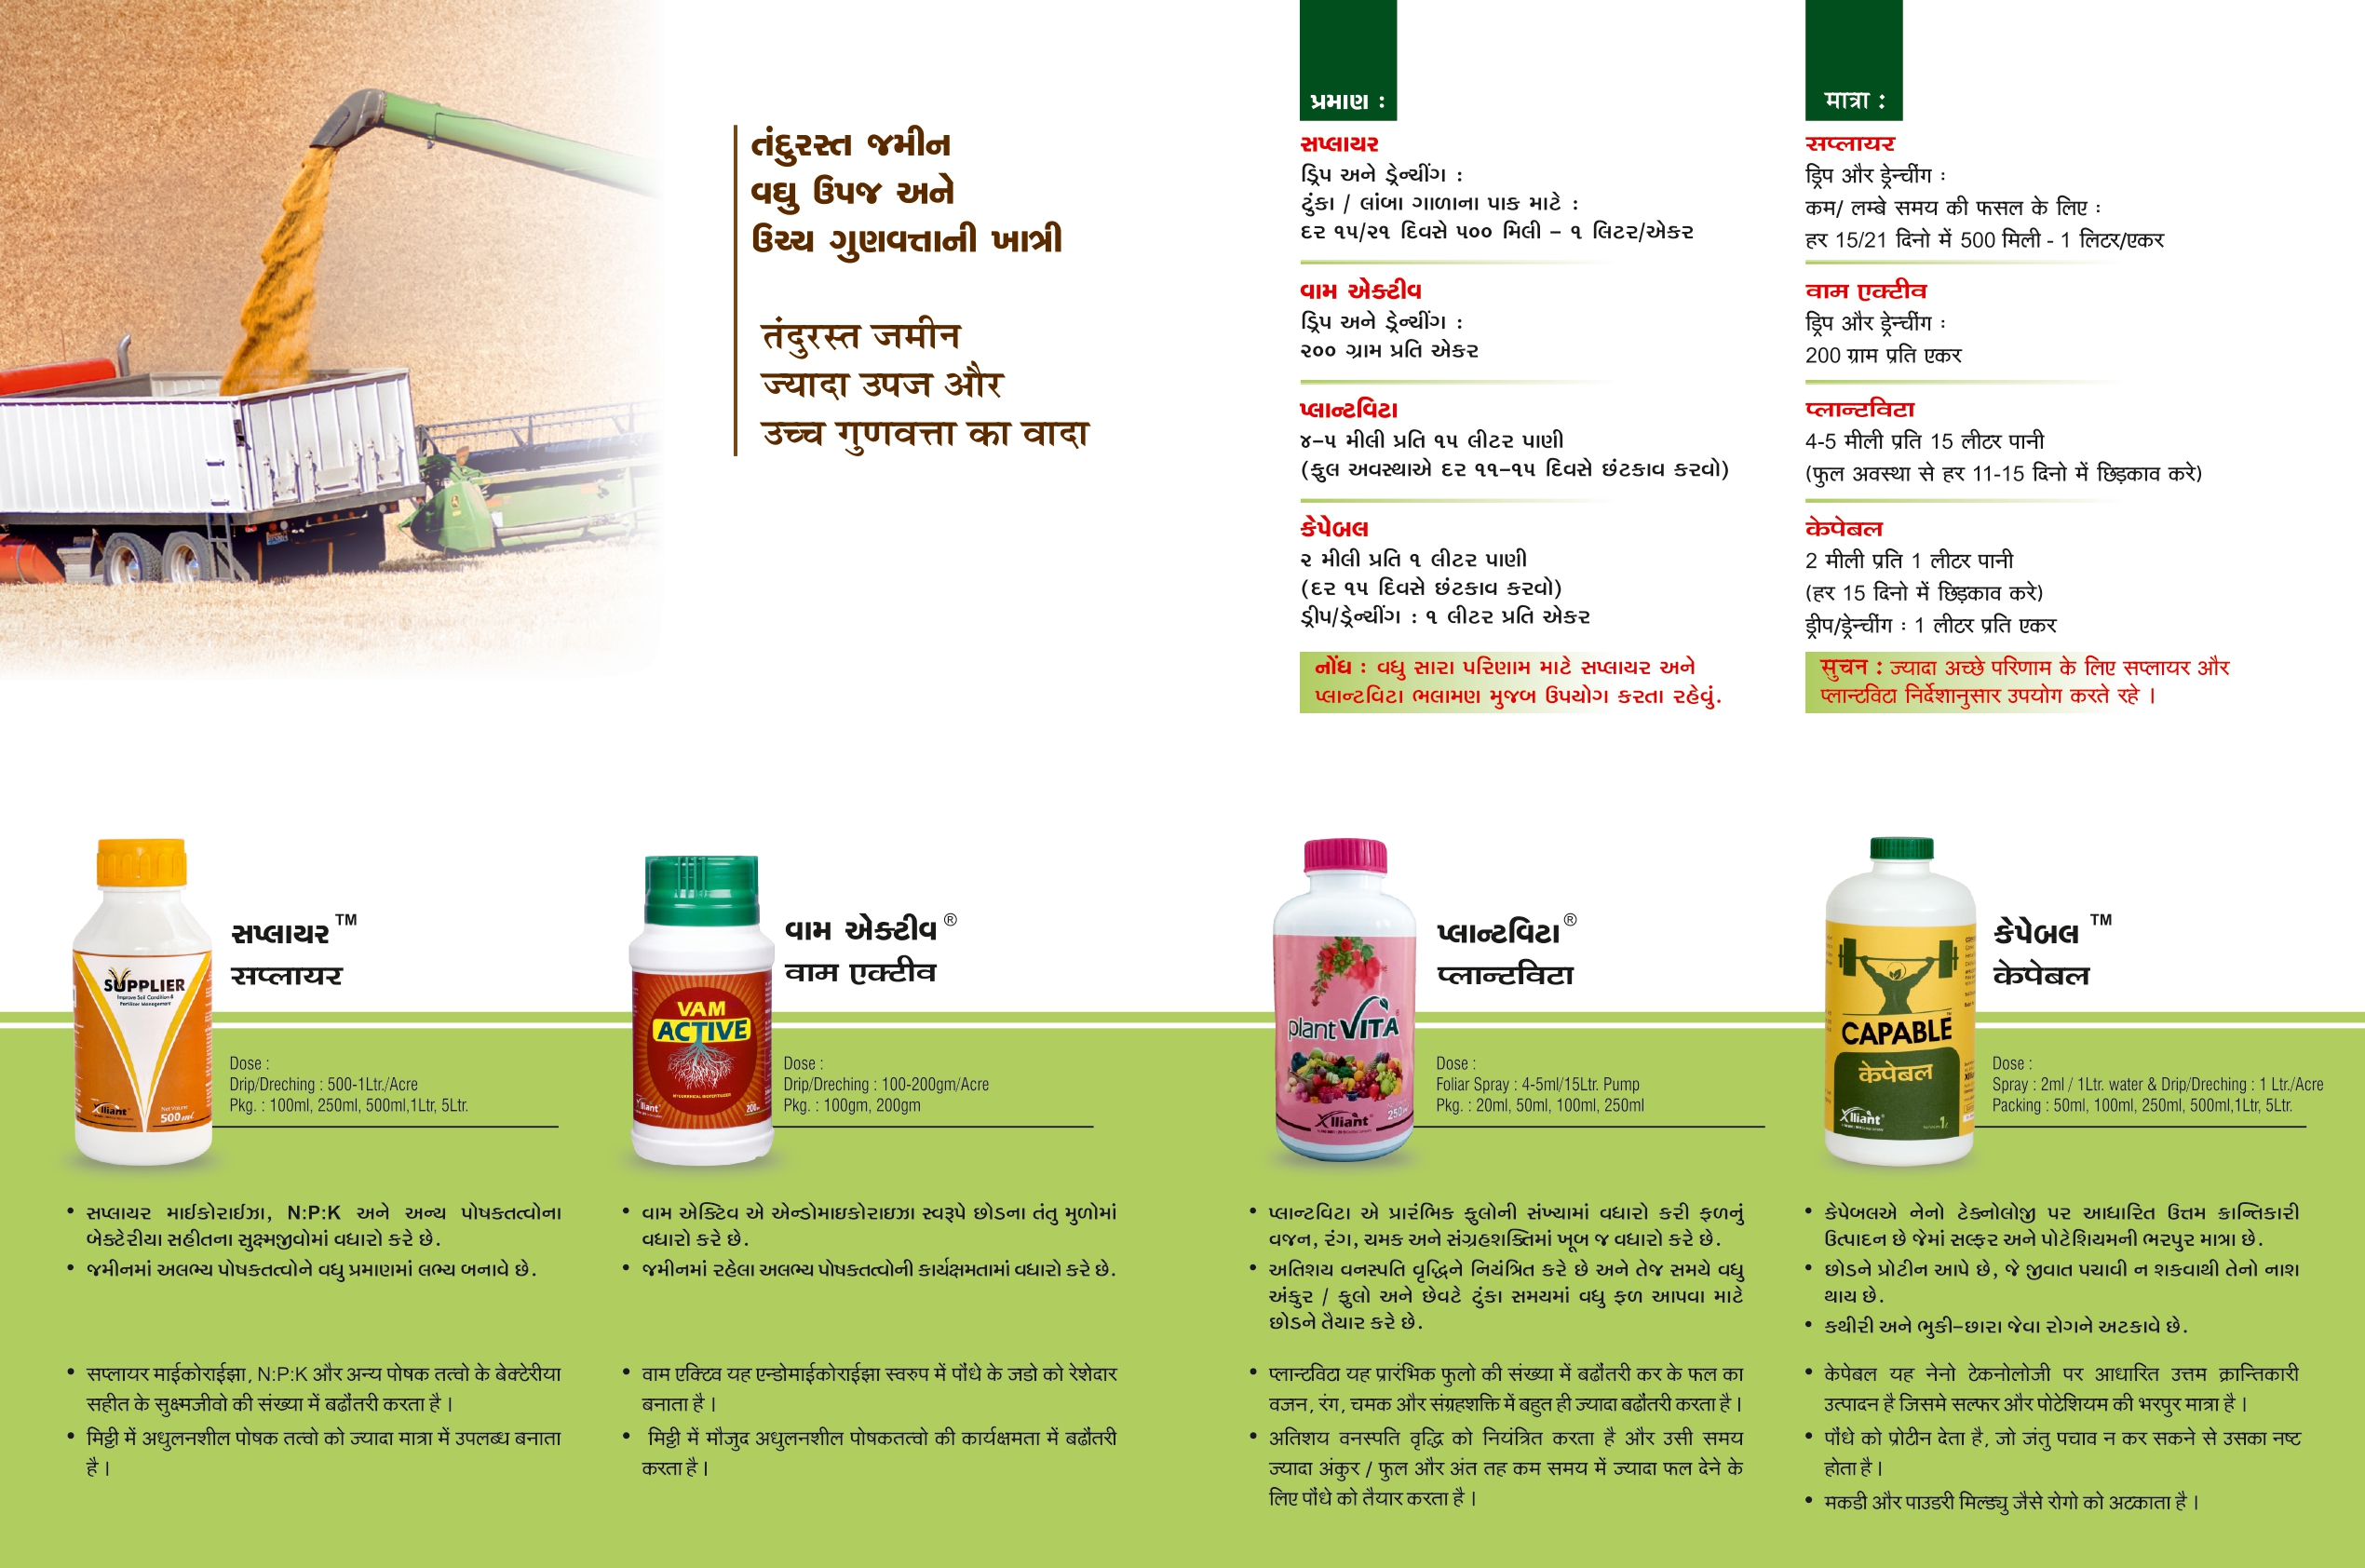 તંદુરસ્ત જમીન
વધુ ઉપજ અને
ઉચ્ચ ગુણવત્તાની ખાત્રી
तंदुरस्त जमीन
ज्यादा उपज और
उच्च गुणवत्ता का वादा
પ્રમાણ :
સપ્લાયર
ડ્રિપ અને ડ્રેન્ચીંગ :
ટુંકા / લાંબા ગાળાના પાક માટે :
દર ૧૫/૨૧ દિવસે ૫૦૦ મિલી – ૧ લિટર/એકર
વામ એક્ટીવ
ડ્રિપ અને ડ્રેન્ચીંગ :
૨૦૦ ગ્રામ પ્રતિ એકર
પ્લાન્ટવિટા
૪–૫ મીલી પ્રતિ ૧૫ લીટર પાણી
(ફુલ અવસ્થાએ દર ૧૧–૧૫ દિવસે છંટકાવ કરવો)
કેપેબલ
૨ મીલી પ્રતિ ૧ લીટર પાણી
(દર ૧૫ દિવસે છંટકાવ કરવો)
ડ્રીપ/ડ્રેન્ચીંગ : ૧ લીટર પ્રતિ એકર
નોંધ : વધુ સારા પરિણામ માટે સપ્લાયર અને
પ્લાન્ટવિટા ભલામણ મુજબ ઉપયોગ કરતા રહેવું.
मात्रा :
सप्लायर
ड्रिप और ड्रेन्चींग :
कम/ लम्बे समय की फसल के लिए :
हर 15/21 दिनो में 500 मिली - 1 लिटर/एकर
वाम एक्टीव
ड्रिप और ड्रेन्चींग :
200 ग्राम प्रति एकर
प्लान्टविटा
4-5 मीली प्रति 15 लीटर पानी
(फुल अवस्था से हर 11-15 दिनो में छिड़काव करे)
केपेबल
2 मीली प्रति 1 लीटर पानी
(हर 15 दिनो में छिड़काव करे)
ड्रीप/ड्रेन्चींग : 1 लीटर प्रति एकर
सुचन : ज्यादा अच्छे परिणाम के लिए सप्लायर और
प्लान्टविटा निर्देशानुसार उपयोग करते रहे ।
SUPPLIER
Improve Soil Condition &
Fertilizer Management
Xlliant
Net Volume
500 ml
સપ્લાયર ™
सप्लायर
Dose :
Drip/Dreching : 500-1Ltr./Acre
Pkg. : 100ml, 250ml, 500ml,1Ltr, 5Ltr.
• સપ્લાયર માઈકોરાઈઝા, N:P:K અને અન્ય પોષકતત્વોના
બેક્ટેરીયા સહીતના સુક્ષ્મજીવોમાં વધારો કરે છે.
• જમીનમાં અલભ્ય પોષકતત્વોને વધુ પ્રમાણમાં લભ્ય બનાવે છે.
• सप्लायर माईकोराईझा, N:P:K और अन्य पोषक तत्वो के बेक्टेरीया
सहीत के सुक्ष्मजीवो की संख्या में बढौंतरी करता है ।
• मिट्टी में अधुलनशील पोषक तत्वो को ज्यादा मात्रा में उपलब्ध बनाता
है ।
VAM
ACTIVE
MYCORRHIZAL BIOFERTILIZER
Xlliant
વામ એક્ટીવ ®
वाम एक्टीव
Dose :
Drip/Dreching : 100-200gm/Acre
Pkg. : 100gm, 200gm
• વામ એક્ટિવ એ એન્ડોમાઇકોરાઇઝા સ્વરૂપે છોડના તંતુ મુળોમાં
વધારો કરે છે.
• જમીનમાં રહેલા અલભ્ય પોષકતત્વોની કાર્યક્ષમતામાં વધારો કરે છે.
• वाम एक्टिव यह एन्डोमाईकोराईझा स्वरुप में पौंधे के जडो को रेशेदार
बनाता है ।
• मिट्टी में मौजुद अधुलनशील पोषकतत्वो की कार्यक्षमता में बढौंतरी
करता है ।
plant VITA
Xlliant
250 ml
પ્લાન્ટવિટા ®
प्लान्टविटा
Dose :
Foliar Spray : 4-5ml/15Ltr. Pump
Pkg. : 20ml, 50ml, 100ml, 250ml
• પ્લાન્ટવિટા એ પ્રારંભિક ફુલોની સંખ્યામાં વધારો કરી ફળનું
વજન, રંગ, ચમક અને સંગ્રહશક્તિમાં ખૂબ જ વધારો કરે છે.
• અતિશય વનસ્પતિ વૃદ્ધિને નિયંત્રિત કરે છે અને તેજ સમયે વધુ
અંકુર / ફુલો અને છેવટે ટુંકા સમયમાં વધુ ફળ આપવા માટે
છોડને તૈયાર કરે છે.
• प्लान्टविटा यह प्रारंभिक फुलो की संख्या में बढौंतरी कर के फल का
वजन, रंग, चमक और संग्रहशक्ति में बहुत ही ज्यादा बढौंतरी करता है ।
• अतिशय वनस्पति वृद्धि को नियंत्रित करता है और उसी समय
ज्यादा अंकुर / फुल और अंत तह कम समय में ज्यादा फल देने के
लिए पौंधे को तैयार करता है ।
CAPABLE
केपेबल
Xlliant
કેપેબલ ™
केपेबल
Dose :
Spray : 2ml / 1Ltr. water & Drip/Dreching : 1 Ltr./Acre
Packing : 50ml, 100ml, 250ml, 500ml,1Ltr, 5Ltr.
• કેપેબલએ નેનો ટેક્નોલોજી પર આધારિત ઉત્તમ ક્રાન્તિકારી
ઉત્પાદન છે જેમાં સલ્ફર અને પોટેશિયમની ભરપુર માત્રા છે.
• છોડને પ્રોટીન આપે છે, જે જીવાત પચાવી ન શકવાથી તેનો નાશ
થાય છે.
• કથીરી અને ભુકી–છારા જેવા રોગને અટકાવે છે.
• केपेबल यह नेनो टेकनोलोजी पर आधारित उत्तम क्रान्तिकारी
उत्पादन है जिसमे सल्फर और पोटेशियम की भरपुर मात्रा है ।
• पौंधे को प्रोटीन देता है, जो जंतु पचाव न कर सकने से उसका नष्ट
होता है ।
• मकडी और पाउडरी मिल्ड्यु जैसे रोगो को अटकाता है ।